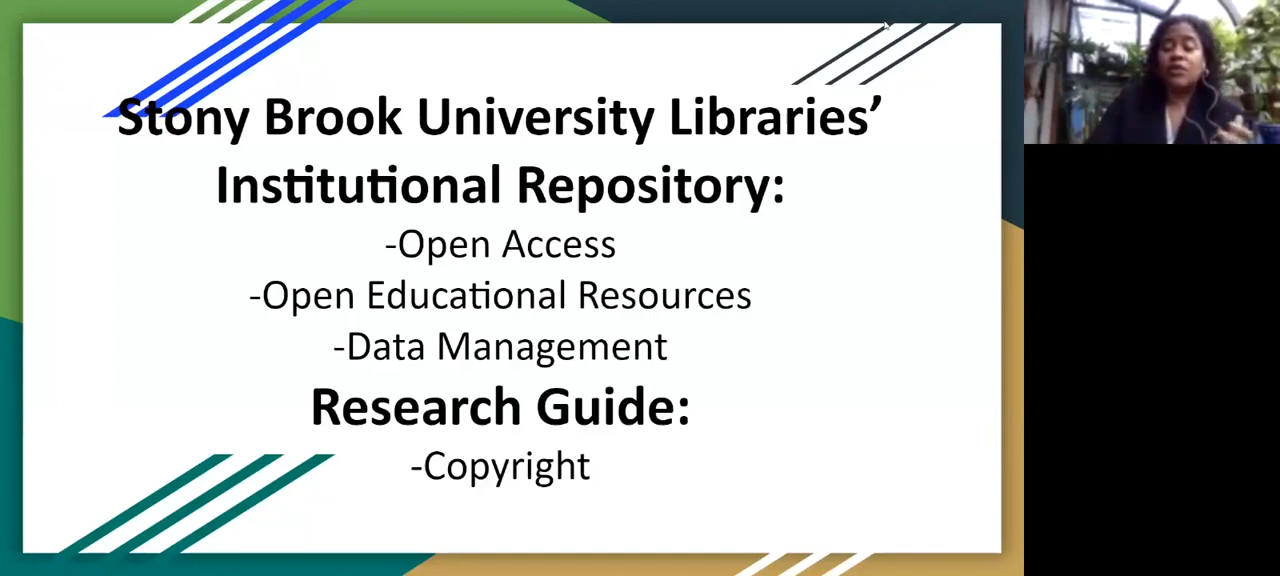 Stony Brook University Libraries’
Institutional Repository:
-Open Access
-Open Educational Resources
-Data Management
Research Guide:
-Copyright